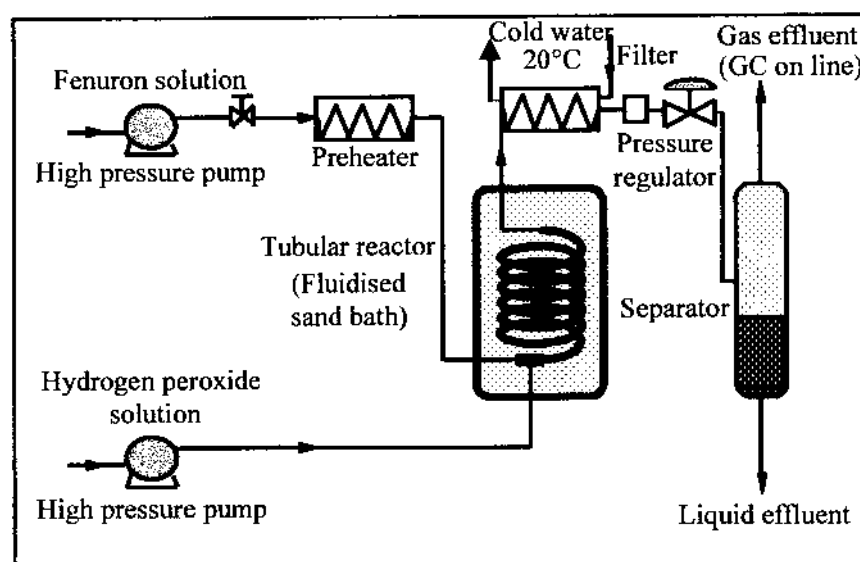 Cold water
20°C
Filter
Gas effluent
(GC on line)
Fenuron solution
High pressure pump
Preheater
Pressure
regulator
Tubular reactor
(Fluidised
sand bath)
Separator
Hydrogen peroxide
solution
High pressure pump
Liquid effluent